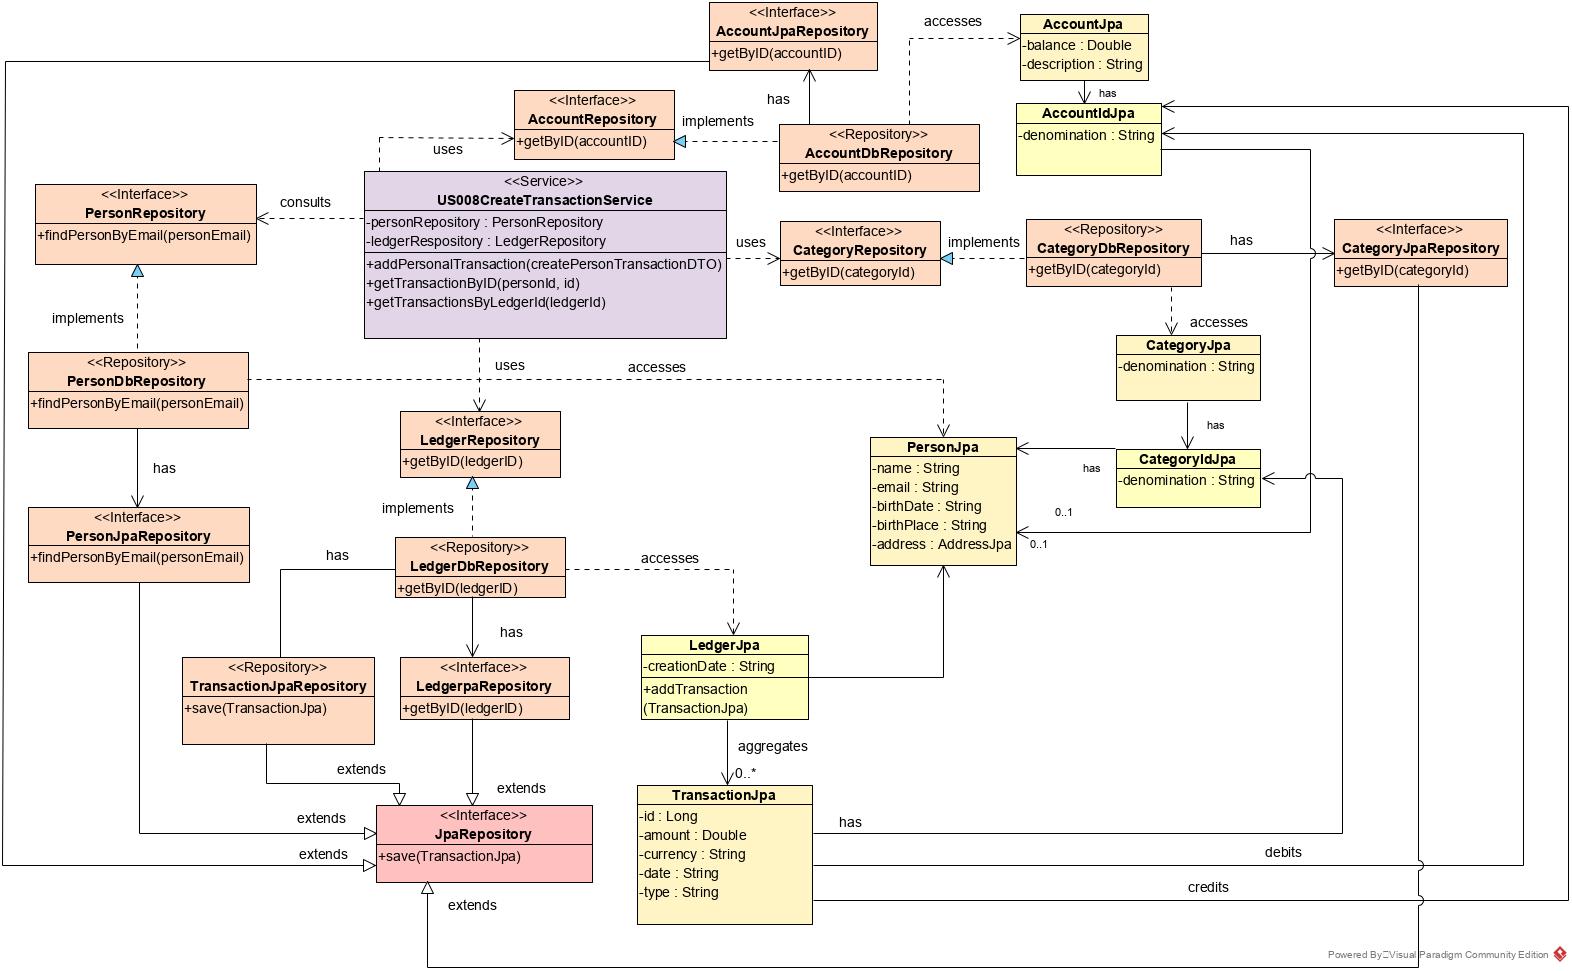 <<Interface>>
AccountJpaRepository
+getByID(accountID)
accesses
AccountJpa
-balance : Double
-description : String
has
has
<<Interface>>
AccountRepository
+getByID(accountID)
implements
<<Repository>>
AccountDbRepository
+getByID(accountID)
AccountIdJpa
-denomination : String
uses
<<Interface>>
PersonRepository
+findPersonByEmail(personEmail)
consults
<<Service>>
US008CreateTransactionService
-personRepository : PersonRepository
-ledgerRespository : LedgerRepository
+addPersonalTransaction(createPersonTransactionDTO)
+getTransactionByID(personId, id)
+getTransactionsByLedgerId(ledgerId)
uses
<<Interface>>
CategoryRepository
+getByID(categoryId)
implements
<<Repository>>
CategoryDbRepository
+getByID(categoryId)
has
<<Interface>>
CategoryJpaRepository
+getByID(categoryId)
implements
accesses
<<Repository>>
PersonDbRepository
+findPersonByEmail(personEmail)
uses
accesses
CategoryJpa
-denomination : String
<<Interface>>
LedgerRepository
+getByID(ledgerID)
has
has
PersonJpa
-name : String
-email : String
-birthDate : String
-birthPlace : String
-address : AddressJpa
has
CategoryIdJpa
-denomination : String
0..1
0..1
<<Interface>>
PersonJpaRepository
+findPersonByEmail(personEmail)
implements
has
<<Repository>>
LedgerDbRepository
+getByID(ledgerID)
accesses
has
<<Repository>>
TransactionJpaRepository
+save(TransactionJpa)
<<Interface>>
LedgerpaRepository
+getByID(ledgerID)
LedgerJpa
-creationDate : String
+addTransaction
(TransactionJpa)
aggregates
0..*
extends
extends
extends
extends
<<Interface>>
JpaRepository
+save(TransactionJpa)
extends
TransactionJpa
-id : Long
-amount : Double
-currency : String
-date : String
-type : String
has
debits
credits
Powered By Visual Paradigm Community Edition